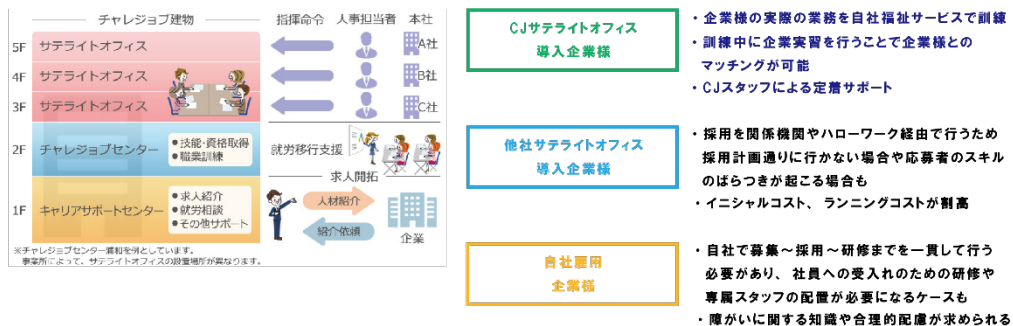 チャレジョブ建物
指揮命令 人事担当者 本社
5F サテライトオフィス A社
4F サテライトオフィス B社
3F サテライトオフィス C社
2F チャレジョブセンター
●技能・資格取得
●職業訓練
就労移行支援
求人開拓
1F キャリアサポートセンター
●求人紹介
●就労相談
●その他サポート
人材紹介
紹介依頼
企業
※チャレジョブセンター浦和を例としています。
事業所によって、サテライトオフィスの設置場所が異なります。
CJサテライトオフィス
導入企業様
・企業様の実際の業務を自社福祉サービスで訓練
・訓練中に企業実習を行うことで企業様との
マッチングが可能
・CJスタッフによる定着サポート
他社サテライトオフィス
導入企業様
・採用を関係機関やハローワーク経由で行うため
採用計画通りに行かない場合や応募者のスキル
のばらつきが起こる場合も
・イニシャルコスト、ランニングコストが割高
自社雇用
企業様
・自社で募集～採用～研修までを一貫して行う
必要があり、社員への受入れのための研修や
専属スタッフの配置が必要になるケースも
・障がいに関する知識や合理的配慮が求められる